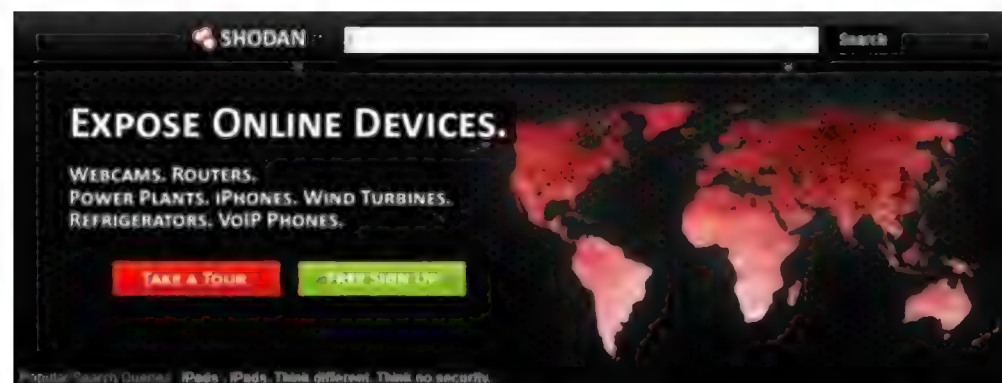 SHODAN
Search
EXPOSE ONLINE DEVICES.
WEBCAMS. ROUTERS.
POWER PLANTS. IPHONES. WIND TURBINES.
REFRIGERATORS. VOIP PHONES.
TAKE A TOUR
FREE SIGN UP
Popular Search Queries: iPads - iPads. Think different. Think no security.